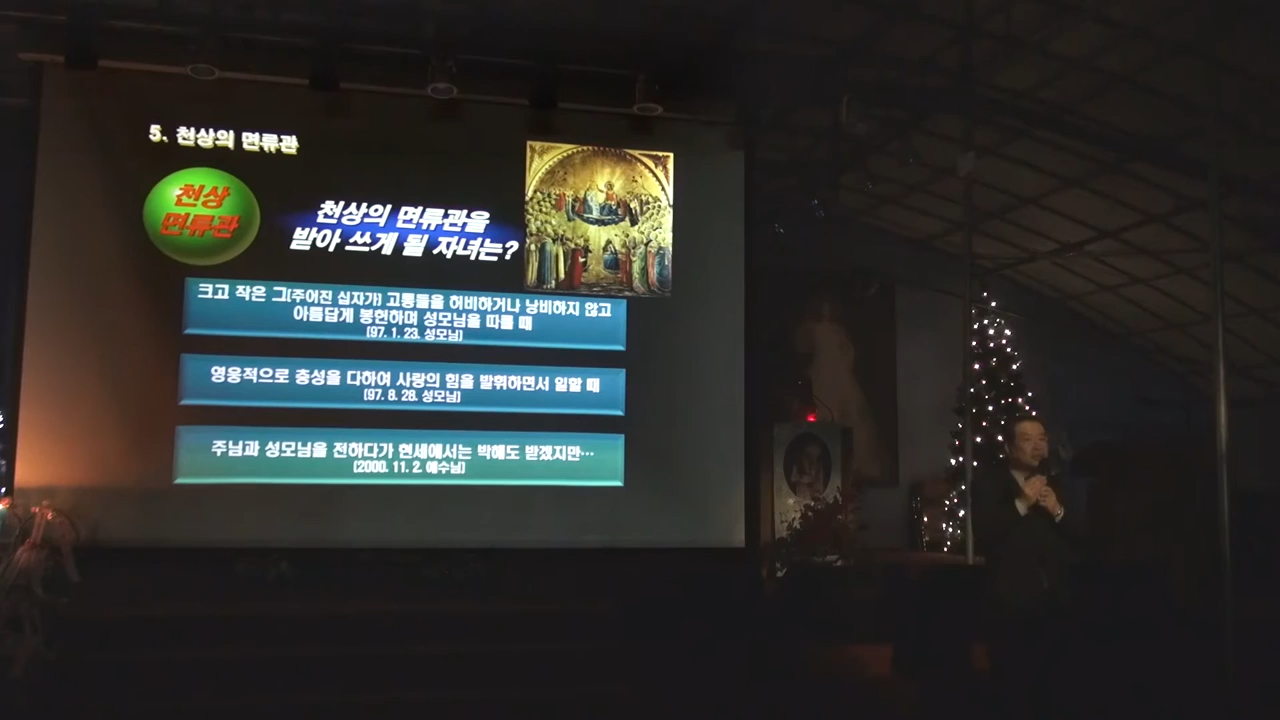 5. 천상의 면류관
천상
면류관
천상의 면류관을
받아 쓰게 될 자녀는?
크고 작은 그(주어진 십자가) 고통들을 허비하거나 낭비하지 않고
아름답게 봉헌하며 성모님을 따를 때
(97. 1. 23. 성모님)
영웅적으로 충성을 다하여 사랑의 힘을 발휘하면서 일할 때
(97. 8. 28. 성모님)
주님과 성모님을 전하다가 현세에서는 박해도 받겠지만…
(2000. 11. 2. 예수님)